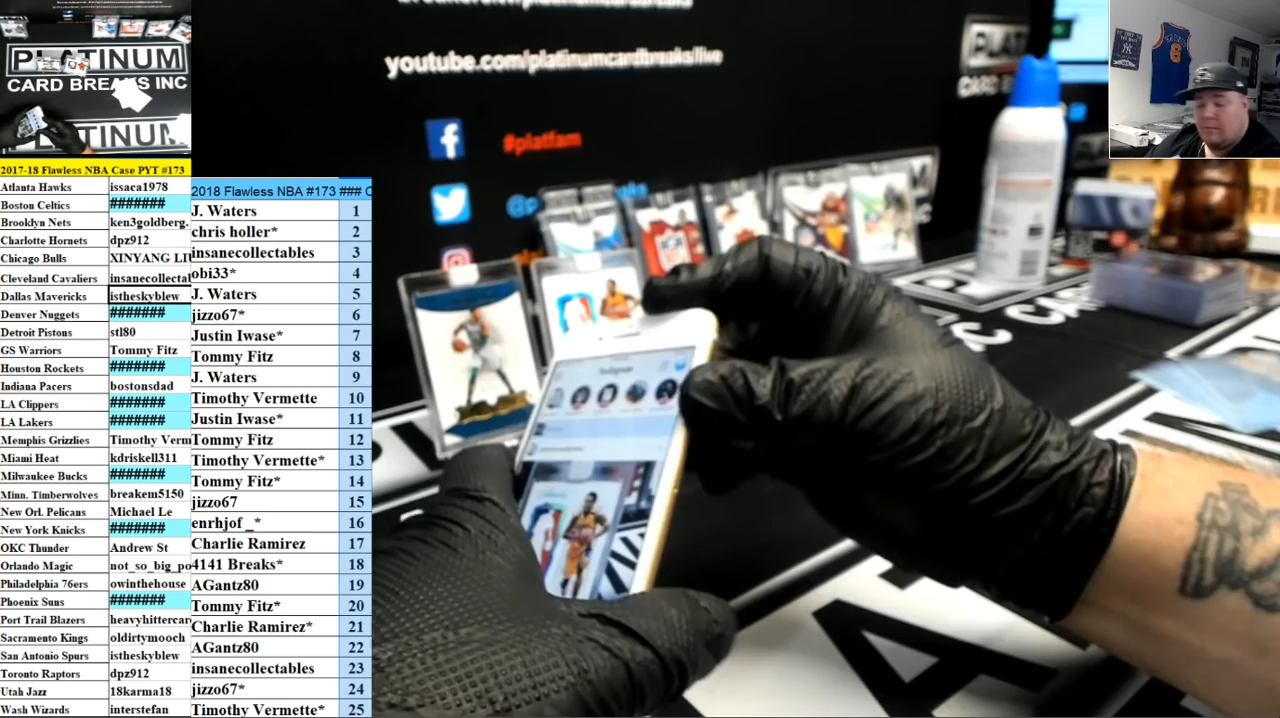 youtube.com/platinumcardbreaks/live
#platfam
PLATINUM
CARD BREAKS INC
2017-18 Flawless NBA Case PYT #173
Atlanta Hawks issaca1978
Boston Celtics #######
Brooklyn Nets ken3goldberg.
Charlotte Hornets dpz912
Chicago Bulls XINYANG LI
Cleveland Cavaliers insanecollectal
Dallas Mavericks istheskyblew
Denver Nuggets #######
Detroit Pistons stl80
GS Warriors Tommy Fitz
Houston Rockets #######
Indiana Pacers bostonsdad
LA Clippers #######
LA Lakers #######
Memphis Grizzlies Timothy Verm
Miami Heat kdriskell311
Milwaukee Bucks #######
Minn. Timberwolves breakem5150
New Orl. Pelicans Michael Le
New York Knicks #######
OKC Thunder Andrew St
Orlando Magic not_so_big_po
Philadelphia 76ers owinthehouse
Phoenix Suns #######
Port Trail Blazers heavyhittercar
Sacramento Kings oldirtymooch
San Antonio Spurs istheskyblew
Toronto Raptors dpz912
Utah Jazz 18karma18
Wash Wizards interstefan
2018 Flawless NBA #173 ### C
J. Waters 1
chris holler* 2
insanecollectables 3
obi33* 4
J. Waters 5
jizzo67* 6
Justin Iwase* 7
Tommy Fitz 8
J. Waters 9
Timothy Vermette 10
Justin Iwase* 11
Tommy Fitz 12
Timothy Vermette* 13
Tommy Fitz* 14
jizzo67 15
enrhjof_* 16
Charlie Ramirez 17
4141 Breaks* 18
AGantz80 19
Tommy Fitz* 20
Charlie Ramirez* 21
AGantz80 22
insanecollectables 23
jizzo67* 24
Timothy Vermette* 25
Instagram